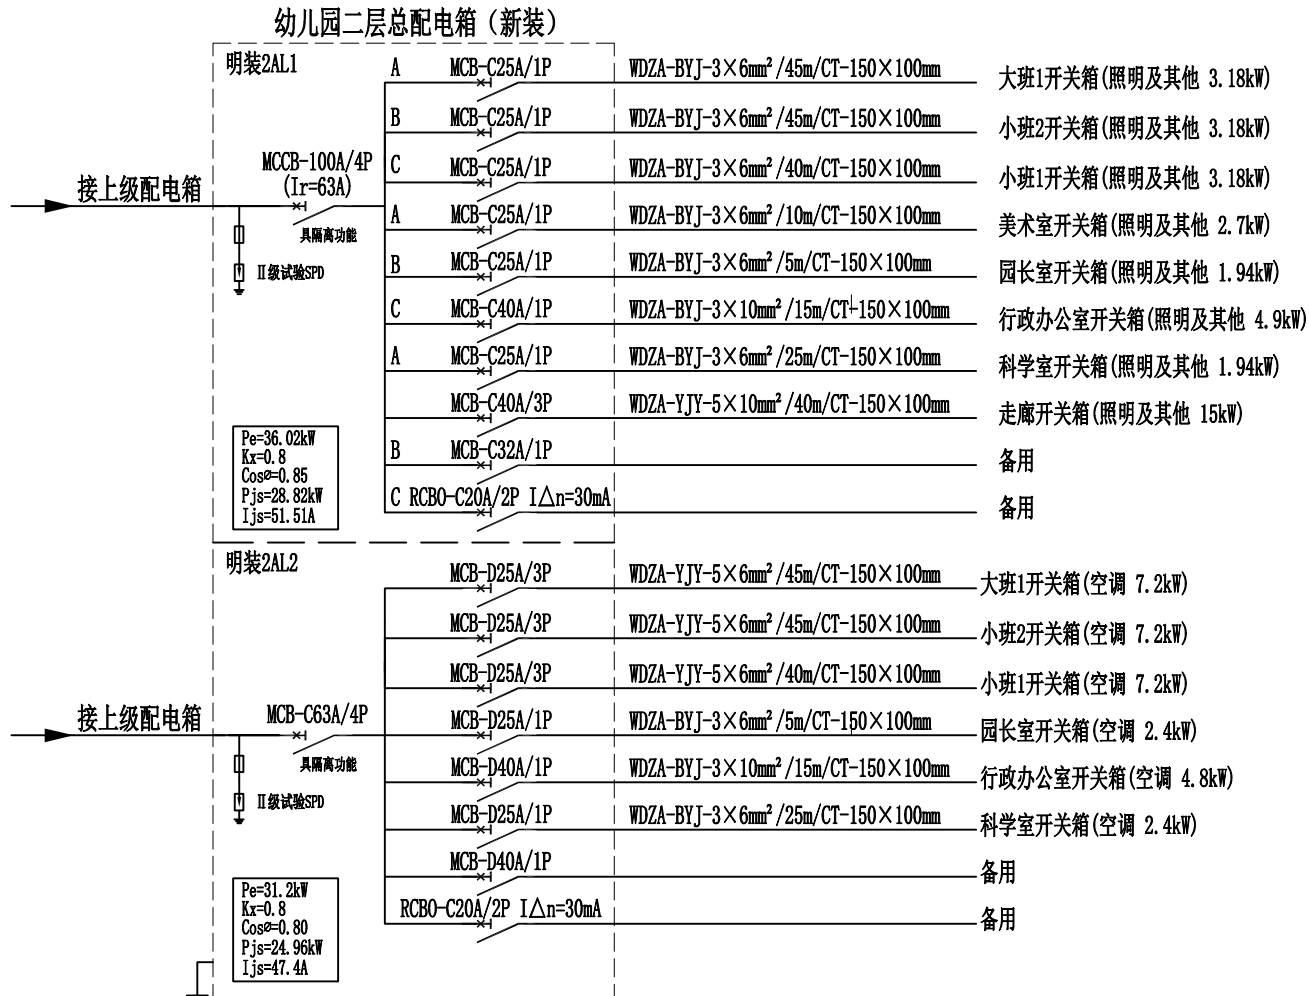 幼儿园二层总配电箱（新装）
明装2AL1
接上级配电箱
MCCB-100A/4P
(Ir=63A)
具隔离功能
Ⅱ级试验SPD
A MCB-C25A/1P WDZA-BYJ-3×6mm²/45m/CT-150×100mm 大班1开关箱(照明及其他 3.18kW)
B MCB-C25A/1P WDZA-BYJ-3×6mm²/45m/CT-150×100mm 小班2开关箱(照明及其他 3.18kW)
C MCB-C25A/1P WDZA-BYJ-3×6mm²/40m/CT-150×100mm 小班1开关箱(照明及其他 3.18kW)
A MCB-C25A/1P WDZA-BYJ-3×6mm²/10m/CT-150×100mm 美术室开关箱(照明及其他 2.7kW)
B MCB-C25A/1P WDZA-BYJ-3×6mm²/5m/CT-150×100mm 园长室开关箱(照明及其他 1.94kW)
C MCB-C40A/1P WDZA-BYJ-3×10mm²/15m/CT-150×100mm 行政办公室开关箱(照明及其他 4.9kW)
A MCB-C25A/1P WDZA-BYJ-3×6mm²/25m/CT-150×100mm 科学室开关箱(照明及其他 1.94kW)
MCB-C40A/3P WDZA-YJY-5×10mm²/40m/CT-150×100mm 走廊开关箱(照明及其他 15kW)
B MCB-C32A/1P 备用
C RCBO-C20A/2P I△n=30mA 备用
Pe=36.02kW
Kx=0.8
Cosø=0.85
Pjs=28.82kW
Ijs=51.51A
明装2AL2
接上级配电箱
MCB-C63A/4P
具隔离功能
Ⅱ级试验SPD
MCB-D25A/3P WDZA-YJY-5×6mm²/45m/CT-150×100mm 大班1开关箱(空调 7.2kW)
MCB-D25A/3P WDZA-YJY-5×6mm²/45m/CT-150×100mm 小班2开关箱(空调 7.2kW)
MCB-D25A/3P WDZA-YJY-5×6mm²/40m/CT-150×100mm 小班1开关箱(空调 7.2kW)
MCB-D25A/1P WDZA-BYJ-3×6mm²/5m/CT-150×100mm 园长室开关箱(空调 2.4kW)
MCB-D40A/1P WDZA-BYJ-3×10mm²/15m/CT-150×100mm 行政办公室开关箱(空调 4.8kW)
MCB-D25A/1P WDZA-BYJ-3×6mm²/25m/CT-150×100mm 科学室开关箱(空调 2.4kW)
MCB-D40A/1P 备用
RCBO-C20A/2P I△n=30mA 备用
Pe=31.2kW
Kx=0.8
Cosø=0.80
Pjs=24.96kW
Ijs=47.4A